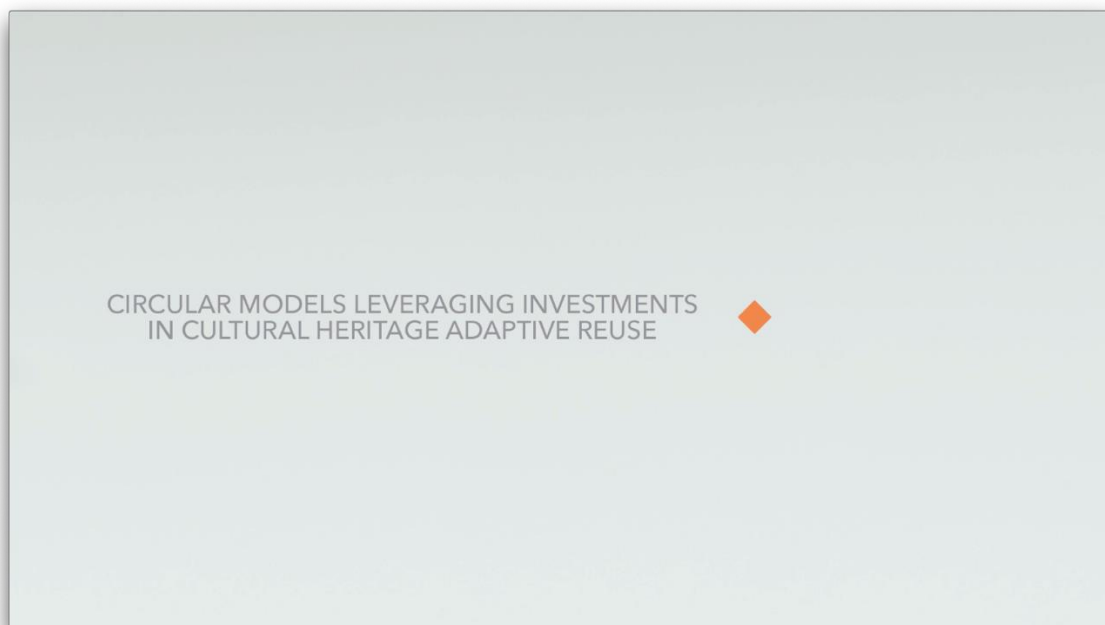 CIRCULAR MODELS LEVERAGING INVESTMENTS
IN CULTURAL HERITAGE ADAPTIVE REUSE